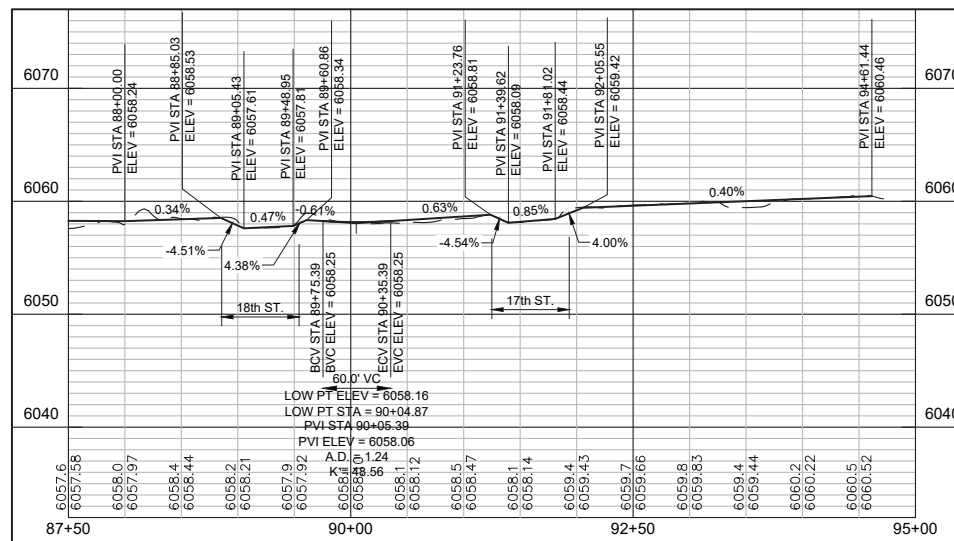 PVI STA 88+00.00
ELEV = 6058.24
PVI STA 88+85.03
ELEV = 6058.53
PVI STA 89+05.43
ELEV = 6057.61
PVI STA 89+48.95
ELEV = 6057.81
PVI STA 89+60.86
ELEV = 6058.34
PVI STA 91+23.76
ELEV = 6058.81
PVI STA 91+39.62
ELEV = 6058.09
PVI STA 91+81.02
ELEV = 6058.44
PVI STA 92+05.55
ELEV = 6059.42
PVI STA 94+61.44
ELEV = 6060.46
6070
6070
6060
6060
6050
6050
6040
6040
0.34%
0.47%
-0.61%
0.63%
0.85%
0.40%
-4.51%
4.38%
-4.54%
4.00%
18th ST.
17th ST.
BCV STA 89+75.39
BVC ELEV = 6058.25
ECV STA 90+35.39
EVC ELEV = 6058.25
60.0' VC
LOW PT ELEV = 6058.16
LOW PT STA = 90+04.87
PVI STA 90+05.39
PVI ELEV = 6058.06
A.D. = 1.24
K = 48.56
6057.6
6057.58
6058.0
6057.97
6058.4
6058.44
6058.2
6058.21
6057.9
6057.92
6058.1
6058.12
6058.5
6058.47
6058.1
6058.14
6059.4
6059.43
6059.7
6059.66
6059.8
6059.83
6059.4
6059.44
6060.2
6060.22
6060.5
6060.52
87+50
90+00
92+50
95+00